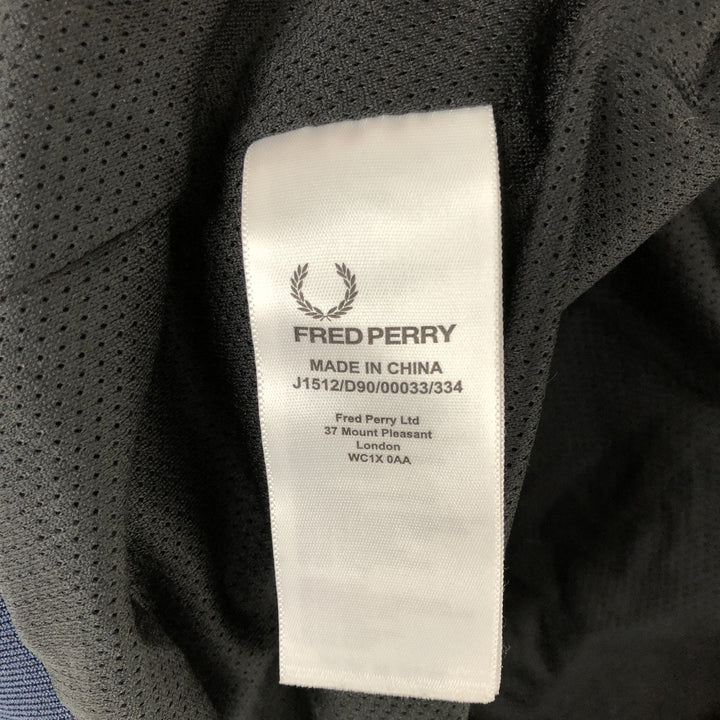 FRED PERRY
MADE IN CHINA
J1512/D90/00033/334
Fred Perry Ltd
37 Mount Pleasant
London
WC1X 0AA